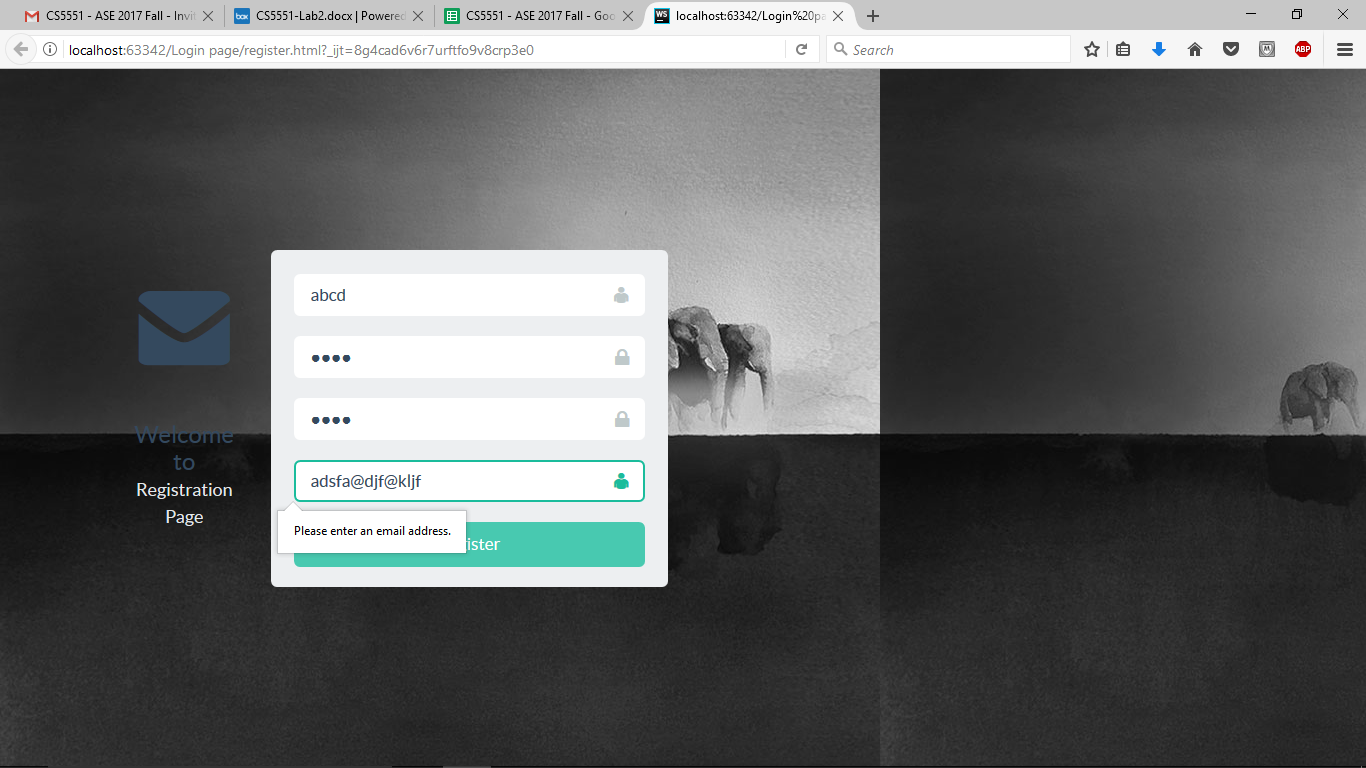 CS5551 - ASE 2017 Fall - Invit
CS5551-Lab2.docx | Powered
CS5551 - ASE 2017 Fall - Goo
localhost:63342/Login%20pa
localhost:63342/Login page/register.html?_ijt=8g4cad6v6r7urftfo9v8crp3e0
Search
ABP
box
WS
abcd
••••
••••
adsfa@djf@kljf
Please enter an email address.
ister
Welcome
to
Registration
Page